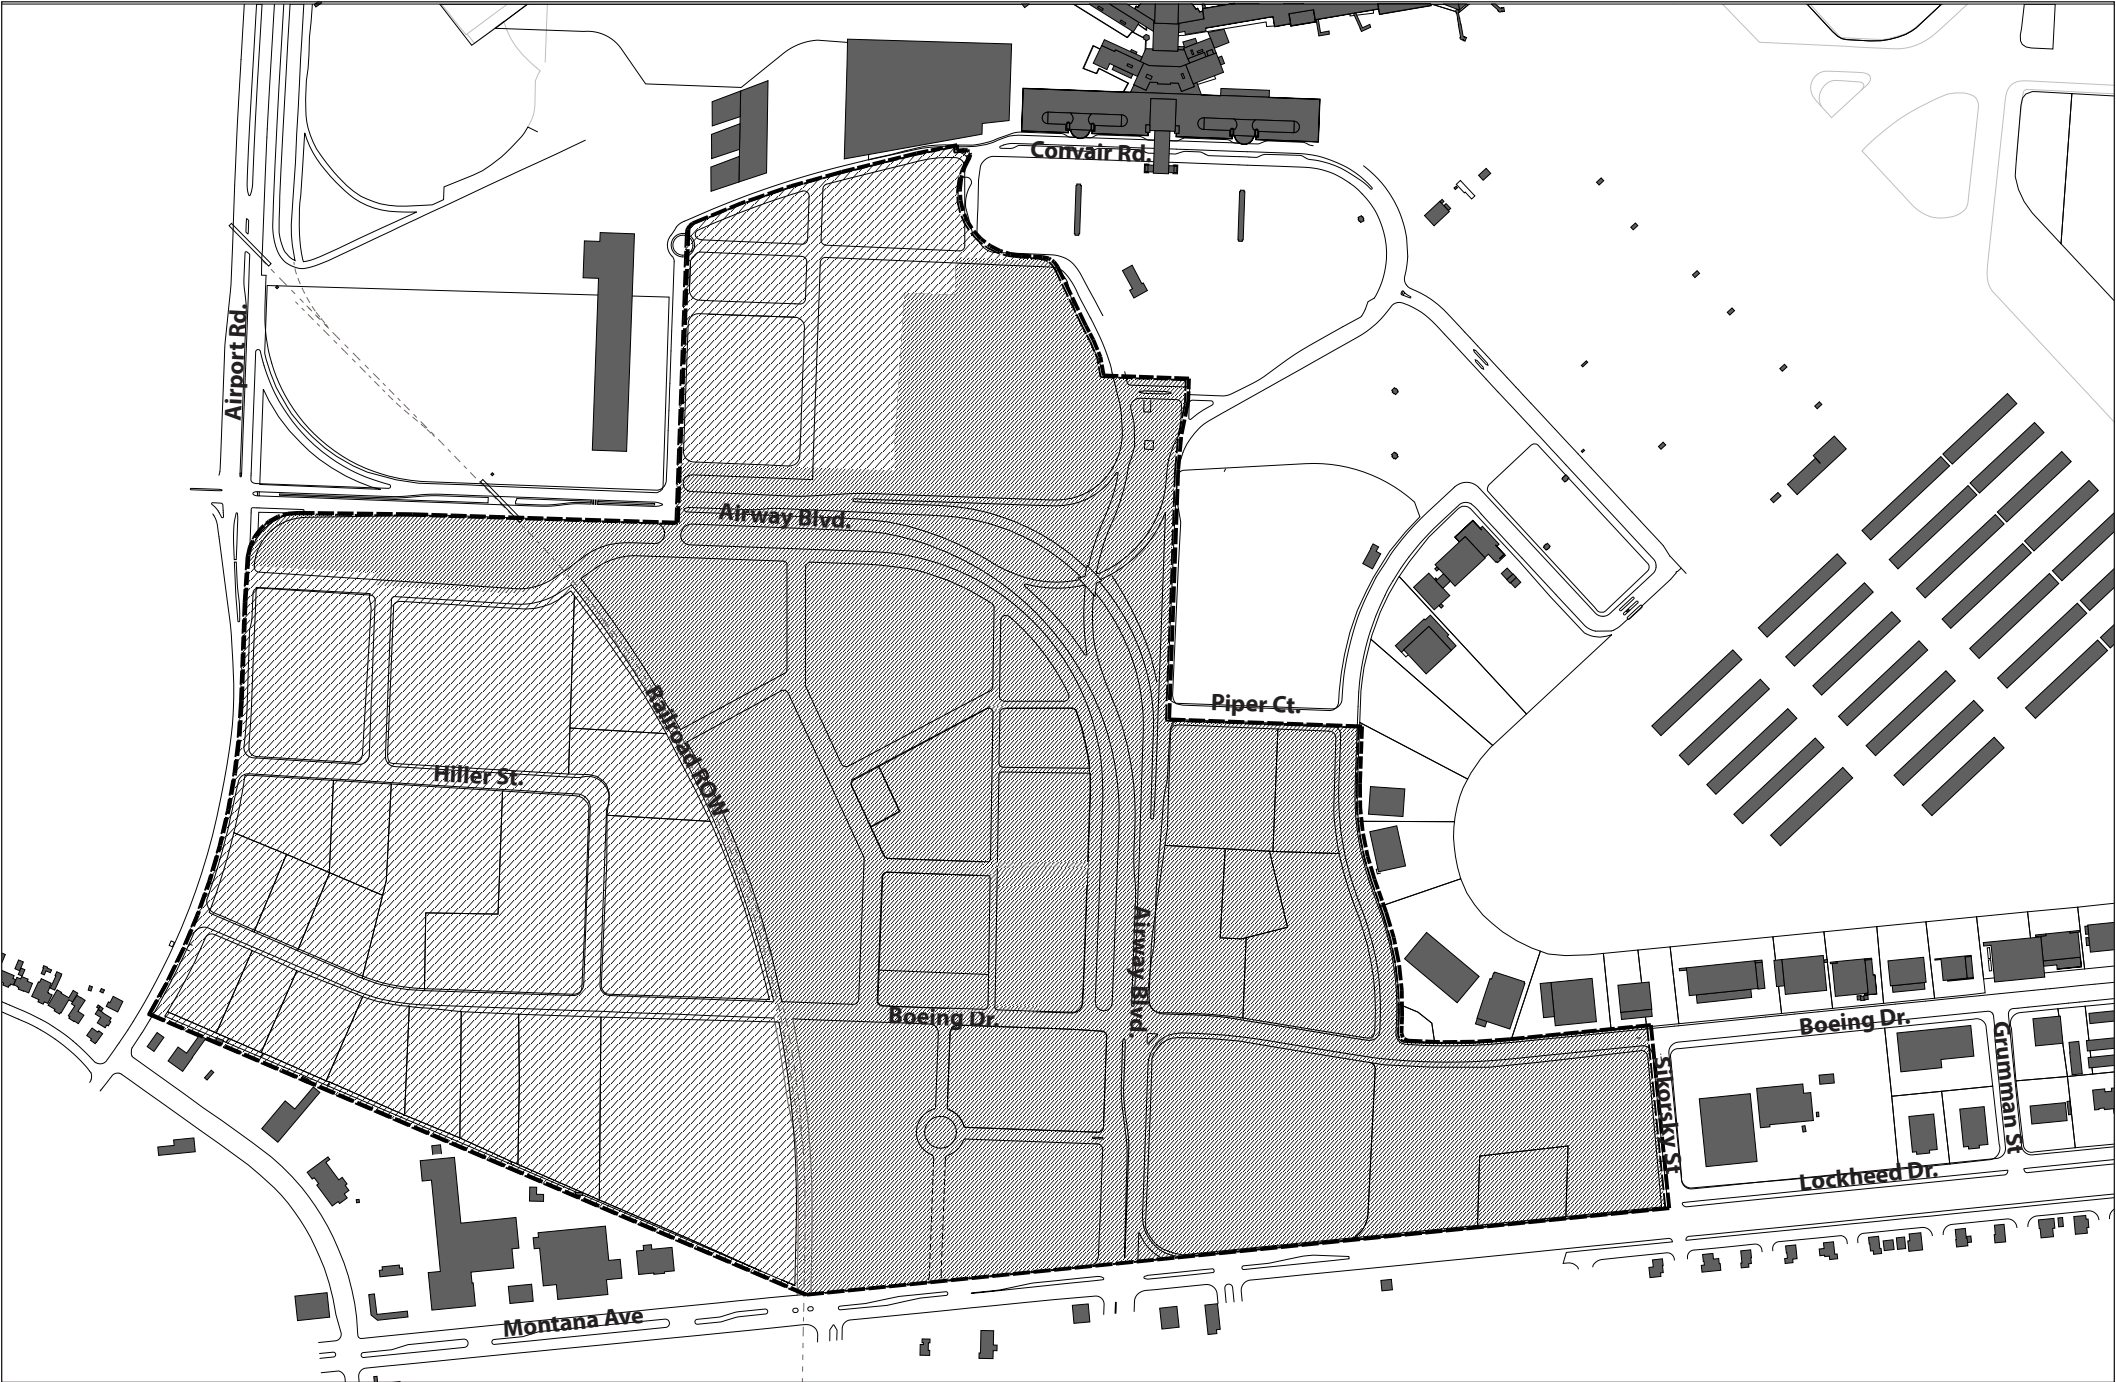 Convair Rd.
Airport Rd.
Airway Blvd.
Piper Ct.
Railroad ROW
Hiller St.
Airway Blvd.
Boeing Dr.
Boeing Dr.
Grumman St
Sikorsky St
Lockheed Dr.
Montana Ave